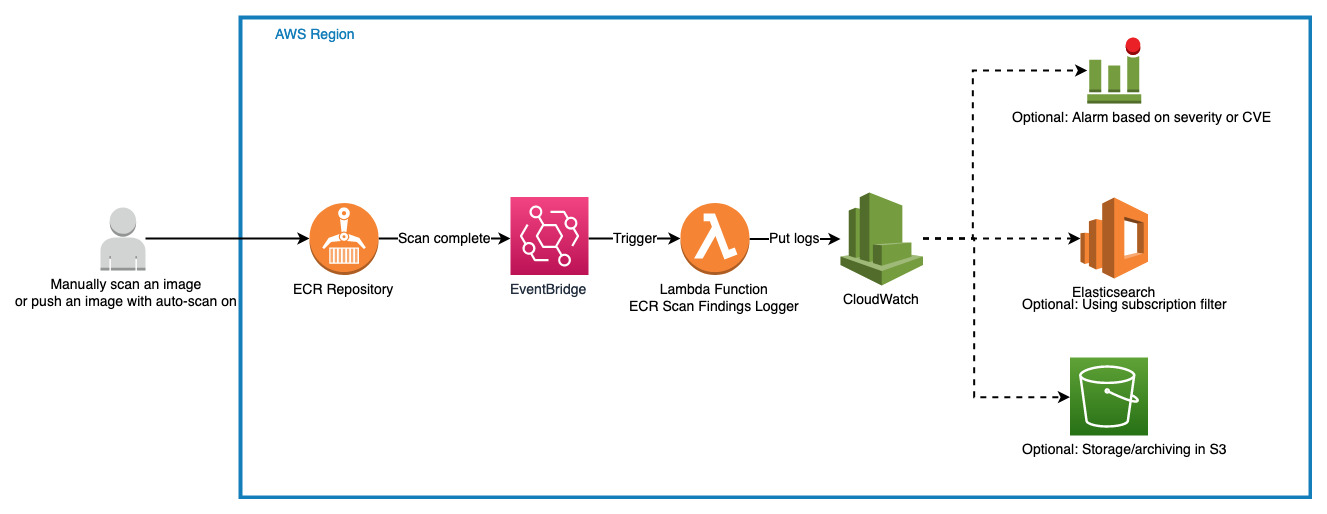 AWS Region
Optional: Alarm based on severity or CVE
Manually scan an image
or push an image with auto-scan on
ECR Repository
Scan complete
EventBridge
Trigger
Lambda Function
ECR Scan Findings Logger
Put logs
CloudWatch
Elasticsearch
Optional: Using subscription filter
Optional: Storage/archiving in S3